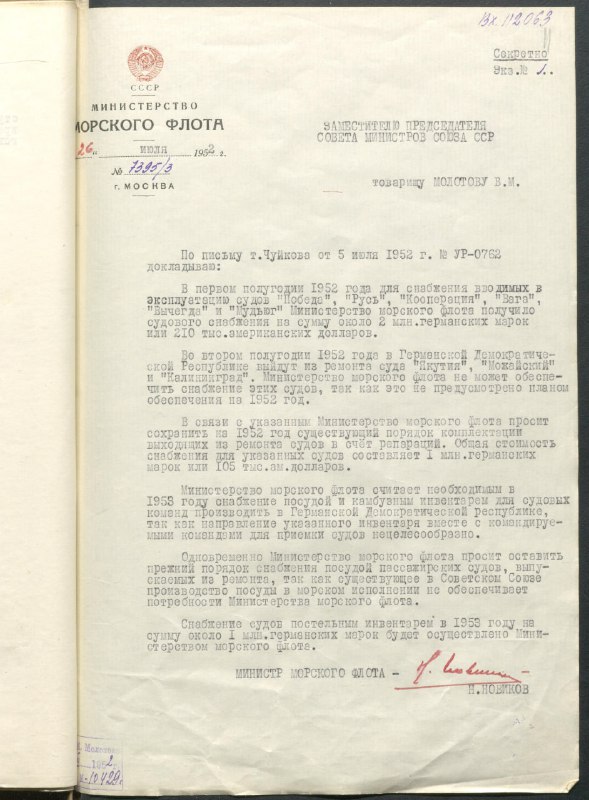 Вх.112063
Секретно
Экз.№ 1.
СССР
МИНИСТЕРСТВО
МОРСКОГО ФЛОТА
"26" июля 1952 г.
№ 7395/3
г. МОСКВА
ЗАМЕСТИТЕЛЮ ПРЕДСЕДАТЕЛЯ
СОВЕТА МИНИСТРОВ СОЮЗА ССР
товарищу МОЛОТОВУ В.М.
По письму т.Чуйкова от 5 июля 1952 г. № УР-0762
докладываю:
В первом полугодии 1952 года для снабжения вводимых в
эксплуатацию судов "Победа", "Русь", "Кооперация", "Вага",
"Вычегда" и "Мудьюг" Министерство морского флота получило
судового снабжения на сумму около 2 млн.германских марок
или 210 тыс.американских долларов.
Во втором полугодии 1952 года в Германской Демократиче-
ской Республике выйдут из ремонта суда "Якутия", "Можайский"
и "Калининград". Министерство морского флота не может обеспе-
чить снабжение этих судов, так как это не предусмотрено планом
обеспечения на 1952 год.
В связи с указанным Министерство морского флота просит
сохранить на 1952 год существующий порядок комплектации
выходящих из ремонта судов в счёт репараций. Общая стоимость
снабжения для указанных судов составляет 1 млн.германских
марок или 105 тыс.ам.долларов.
Министерство морского флота считает необходимым в
1953 году снабжение посудой и камбузным инвентарем для судовых
команд производить в Германской Демократической республике,
так как направление указанного инвентаря вместе с командируе-
мыми командами для приемки судов нецелесообразно.
Одновременно Министерство морского флота просит оставить
прежний порядок снабжения посудой пассажирских судов, выпу-
скаемых из ремонта, так как существующее в Советском Союзе
производство посуды в морском исполнении не обеспечивает
потребности Министерства морского флота.
Снабжение судов постельным инвентарем в 1953 году на
сумму около 1 млн.германских марок будет осуществлено Мини-
стерством морского флота.
МИНИСТР МОРСКОГО ФЛОТА -
Н.НОВИКОВ
1952
-10429